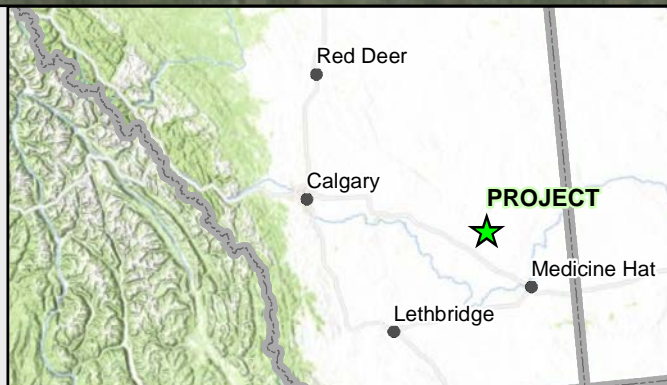 Red Deer
Calgary
PROJECT
Medicine Hat
Lethbridge